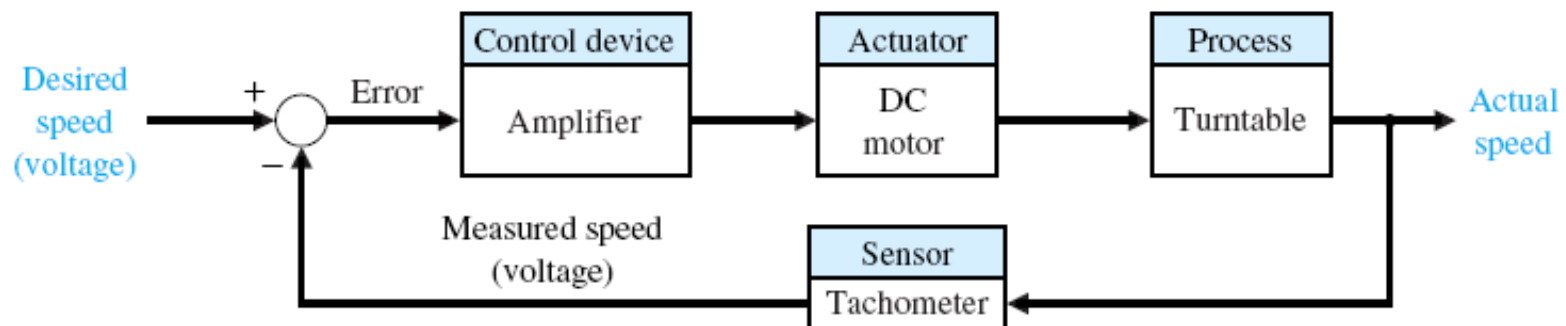 Desired
speed
(voltage)
+
−
Error
Control device
Amplifier
Actuator
DC
motor
Process
Turntable
Actual
speed
Measured speed
(voltage)
Sensor
Tachometer